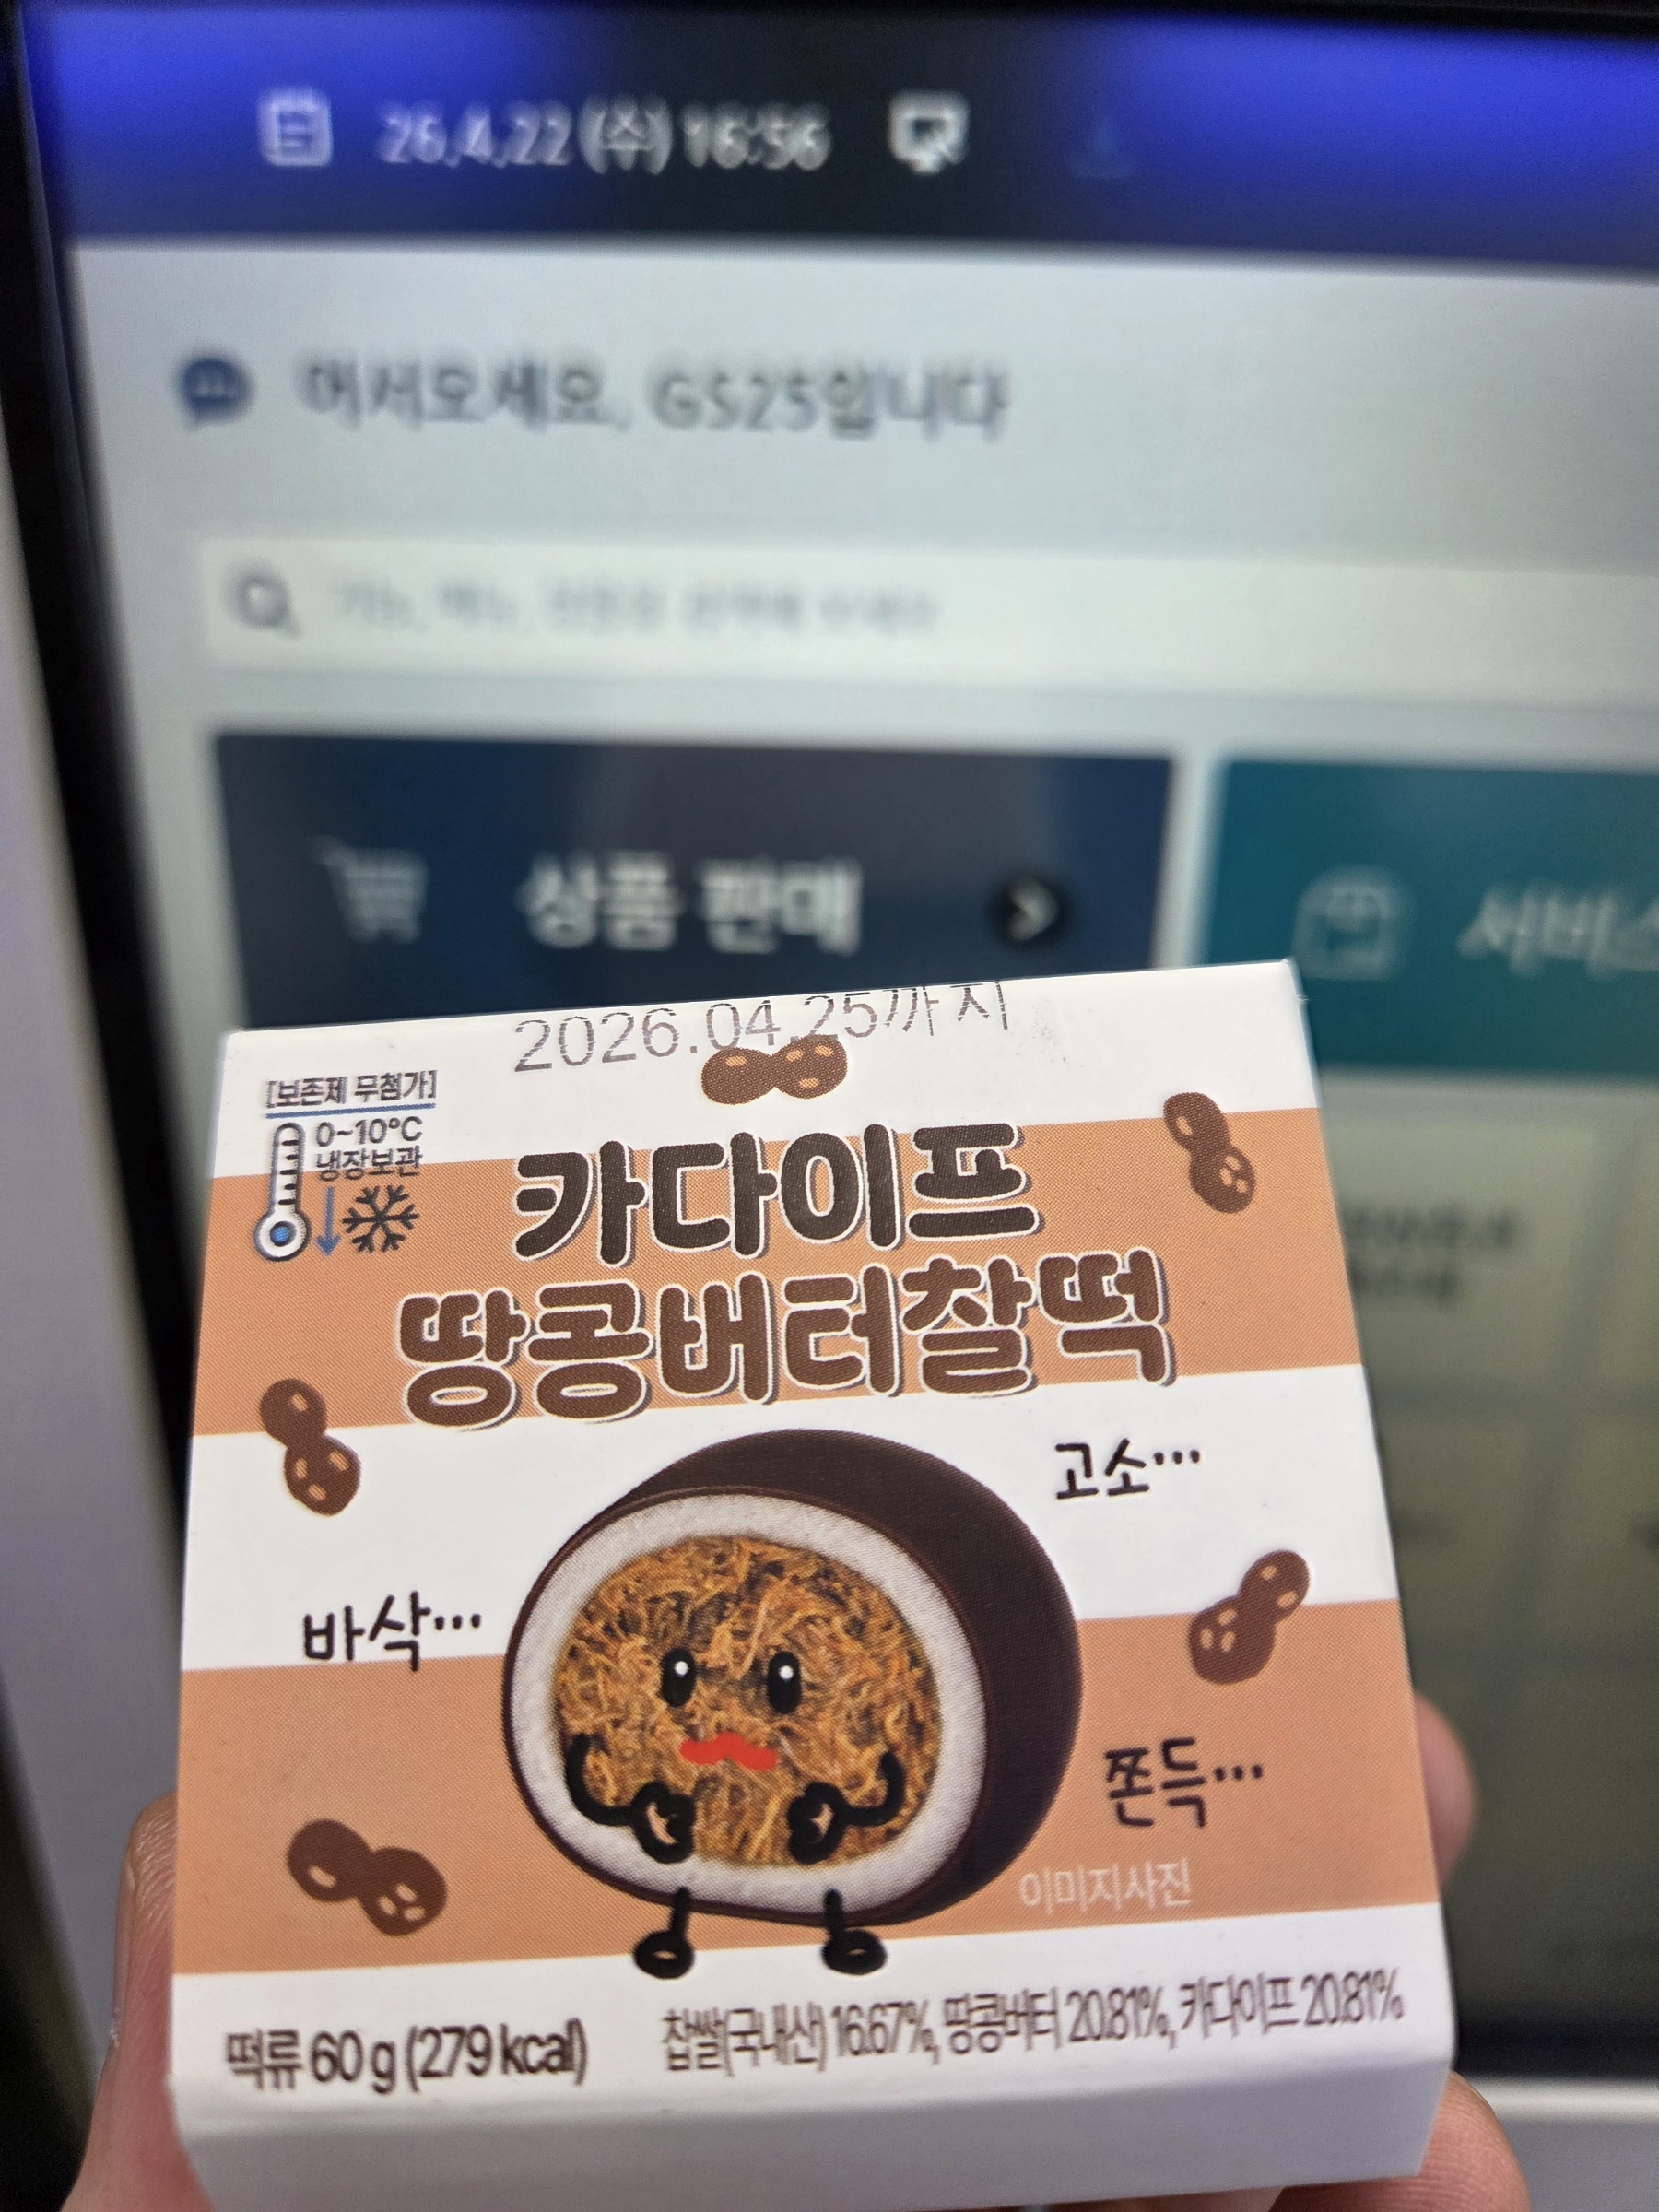 26.4.22 (수) 16:56
어서오세요, GS25입니다
상품 판매
서비스
2026.04.25까지
[보존제 무첨가]
0~10℃
냉장보관
카다이프
땅콩버터찰떡
고소…
바삭…
쫀득…
이미지사진
떡류 60 g (279 kcal)
찹쌀(국내산) 16.67%, 땅콩버터 20.81%, 카다이프 20.81%